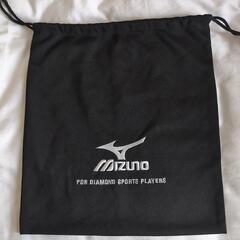 MIZUNO
FOR DIAMOND SPORTS PLAYERS